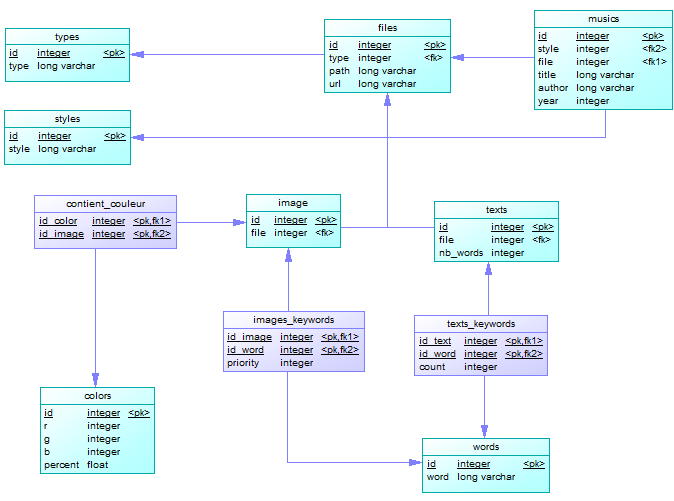 types
id integer <pk>
type long varchar
files
id integer <pk>
type integer <fk>
path long varchar
url long varchar
musics
id integer <pk>
style integer <fk2>
file integer <fk1>
title long varchar
author long varchar
year integer
styles
id integer <pk>
style long varchar
contient_couleur
id_color integer <pk,fk1>
id_image integer <pk,fk2>
image
id integer <pk>
file integer <fk>
texts
id integer <pk>
file integer <fk>
nb_words integer
images_keywords
id_image integer <pk,fk1>
id_word integer <pk,fk2>
priority integer
texts_keywords
id_text integer <pk,fk1>
id_word integer <pk,fk2>
count integer
colors
id integer <pk>
r integer
g integer
b integer
percent float
words
id integer <pk>
word long varchar